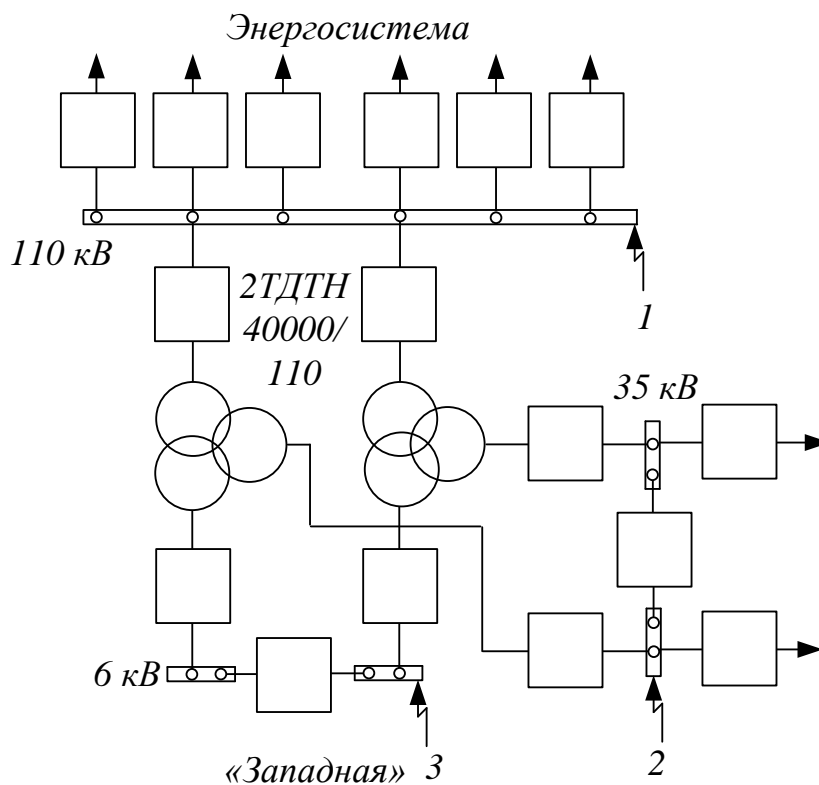 Энергосистема
110 кВ
2ТДТН
40000/
110
1
35 кВ
6 кВ
«Западная»
3
2